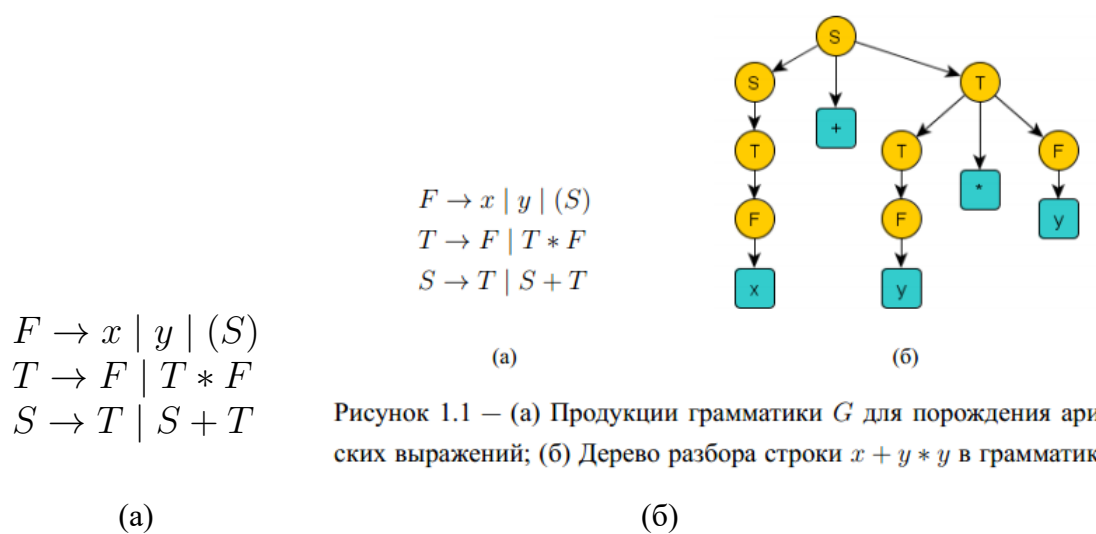 F → x | y | (S)
T → F | T * F
S → T | S + T
(а)
F → x | y | (S)
T → F | T * F
S → T | S + T
(а)
S
S
+
T
T
T
*
F
F
F
y
x
y
(б)
Рисунок 1.1 — (а) Продукции грамматики G для порождения ари
ских выражений; (б) Дерево разбора строки x + y * y в грамматик
(б)